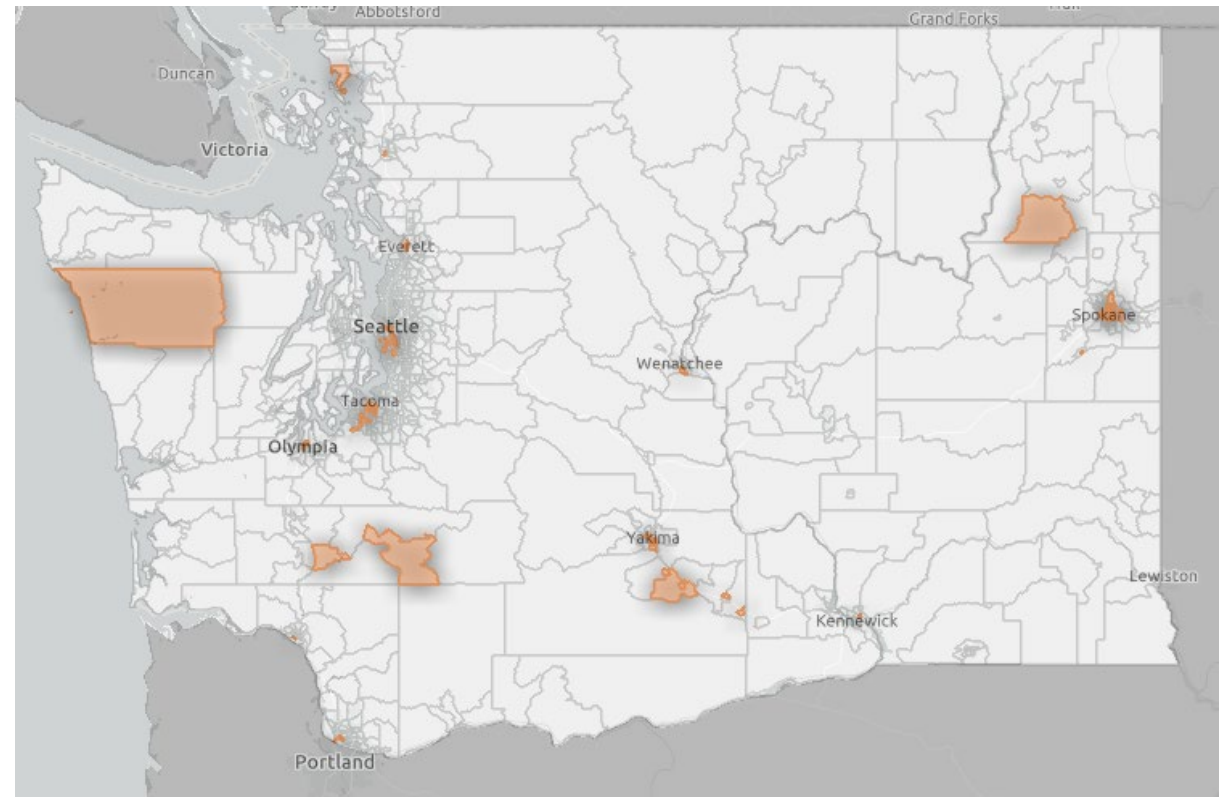 Abbotsford
Grand Forks
Duncan
Victoria
Everett
Spokane
Seattle
Wenatchee
Tacoma
Olympia
Yakima
Lewiston
Kennewick
Portland